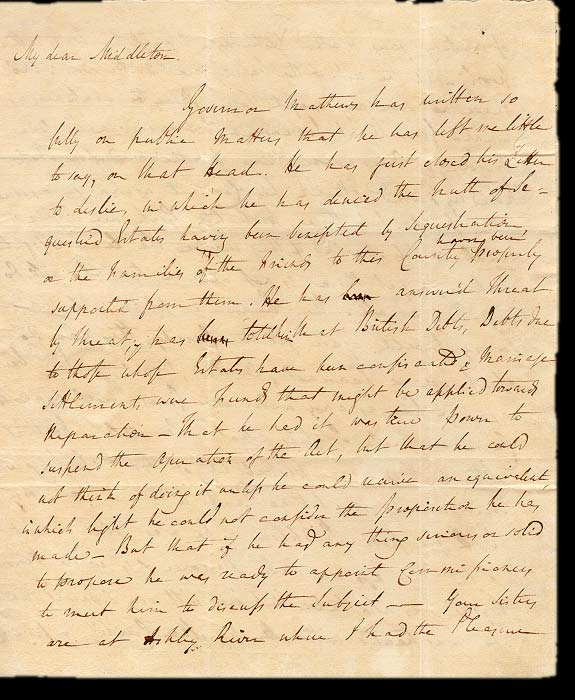 My dear Middleton.
Governor Mathews has written so
fully on public Matters that he has left me little
to say, on that Head. He has just closed his Letter
to Leslie, in which he has denied the truth of Se=
questred Estates having been benefitted by Sequestration,
or the Families of the Friends to this Country having been properly
supported from them. He has answer'd Threat
by threat, & has told him that British Debts, Debts due
to those whose Estates have been confiscated, & Marriage
Settlements were Funds that might be applied towards
Reparation — that he had it was true Power to
suspend the Operation of the Act, but that he could
not think of doing it unless he could receive an equivalent
in which light he could not consider the Proposition he has
made — But that if he had any thing serious or solid
to propose he was ready to appoint Commissioners
to meet him to discuss the Subject — Your Sisters
are at Ashley River where I had the Pleasure